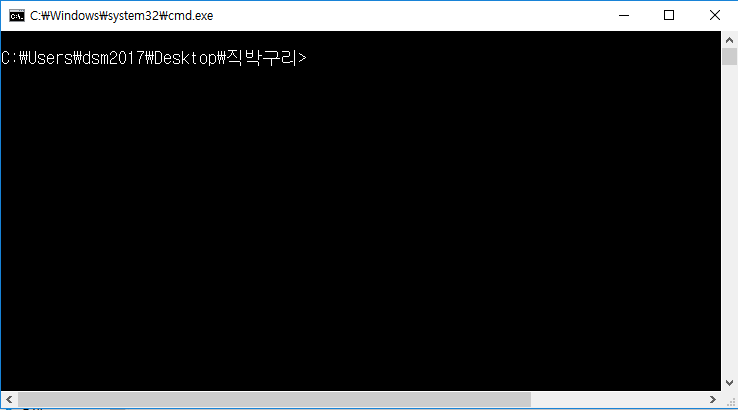 C:₩Windows₩system32₩cmd.exe
C:₩Users₩dsm2017₩Desktop₩직박구리>